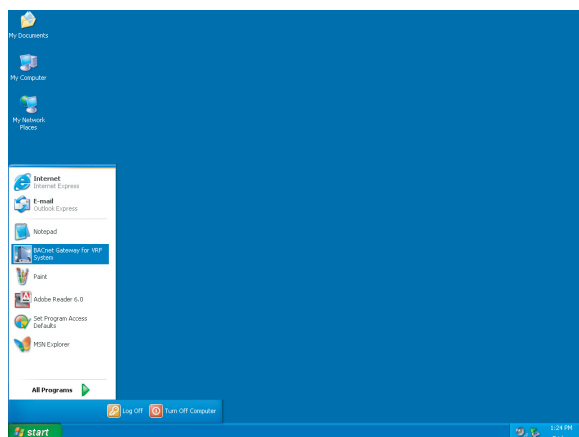 My Documents
My Computer
My Network
Places
Internet
Internet Express
E-mail
Outlook Express
Notepad
BACnet Gateway for VRF
System
Paint
Adobe Reader 6.0
Set Program Access
Defaults
MSN Explorer
All Programs
Log Off
Turn Off Computer
start
1:24 PM